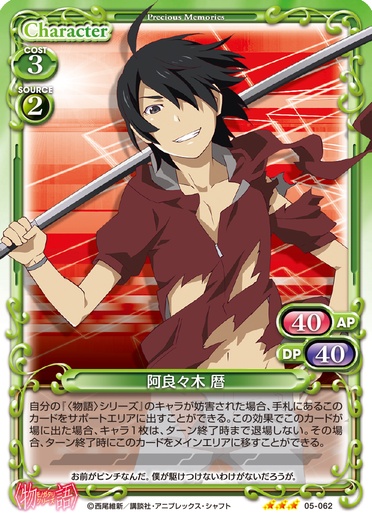 Precious Memories
Character
COST
3
SOURCE
2
40 AP
DP 40
阿良々木 暦
自分の『〈物語〉シリーズ』のキャラが妨害された場合、手札にあるこ
のカードをサポートエリアに出すことができる。この効果でこのカードが
場に出た場合、キャラ1枚は、ターン終了時まで退場しない。その場
合、ターン終了時にこのカードをメインエリアに移すことができる。
お前がピンチなんだ、僕が駆けつけないわけがないだろうが。
〈物語〉
シリーズ
©西尾維新/講談社・アニプレックス・シャフト
★★★ 05-062